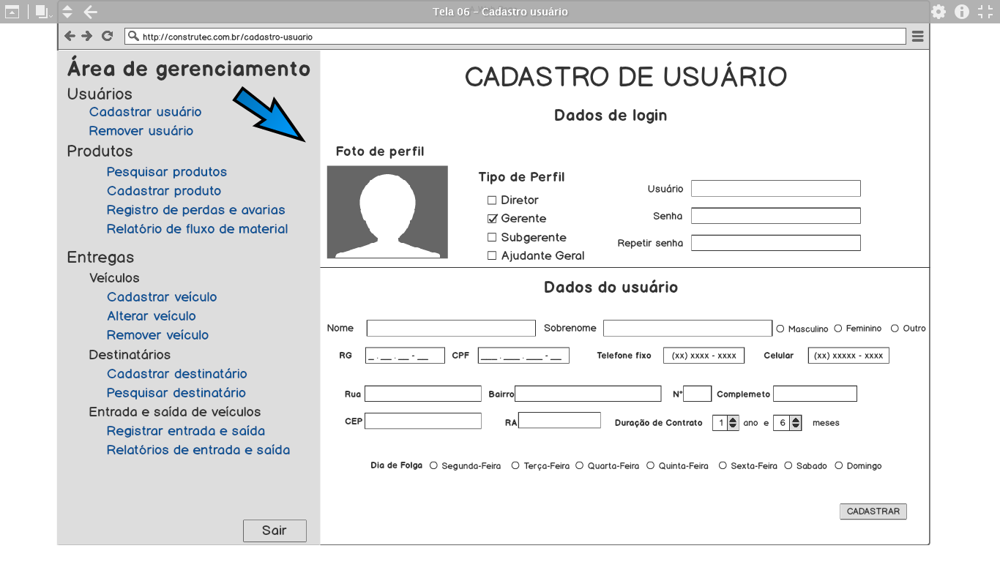 Tela 06 - Cadastro usuário
http://construtec.com.br/cadastro-usuario
Área de gerenciamento
Usuários
Cadastrar usuário
Remover usuário
Produtos
Pesquisar produtos
Cadastrar produto
Registro de perdas e avarias
Relatório de fluxo de material
Entregas
Veículos
Cadastrar veículo
Alterar veículo
Remover veículo
Destinatários
Cadastrar destinatário
Pesquisar destinatário
Entrada e saída de veículos
Registrar entrada e saída
Relatórios de entrada e saída
Sair
CADASTRO DE USUÁRIO
Dados de login
Foto de perfil
Tipo de Perfil
Diretor
Gerente
Subgerente
Ajudante Geral
Usuário
Senha
Repetir senha
Dados do usuário
Nome Sobrenome Masculino Feminino Outro
RG _ . __ . __ - __ CPF ___ . ___ . ___ - __ Telefone fixo (xx) xxxx - xxxx Celular (xx) xxxxx - xxxx
Rua Bairro Nº Complemeto
CEP RA Duração de Contrato 1 ano e 6 meses
Dia de Folga Segunda-Feira Terça-Feira Quarta-Feira Quinta-Feira Sexta-Feira Sabado Domingo
CADASTRAR